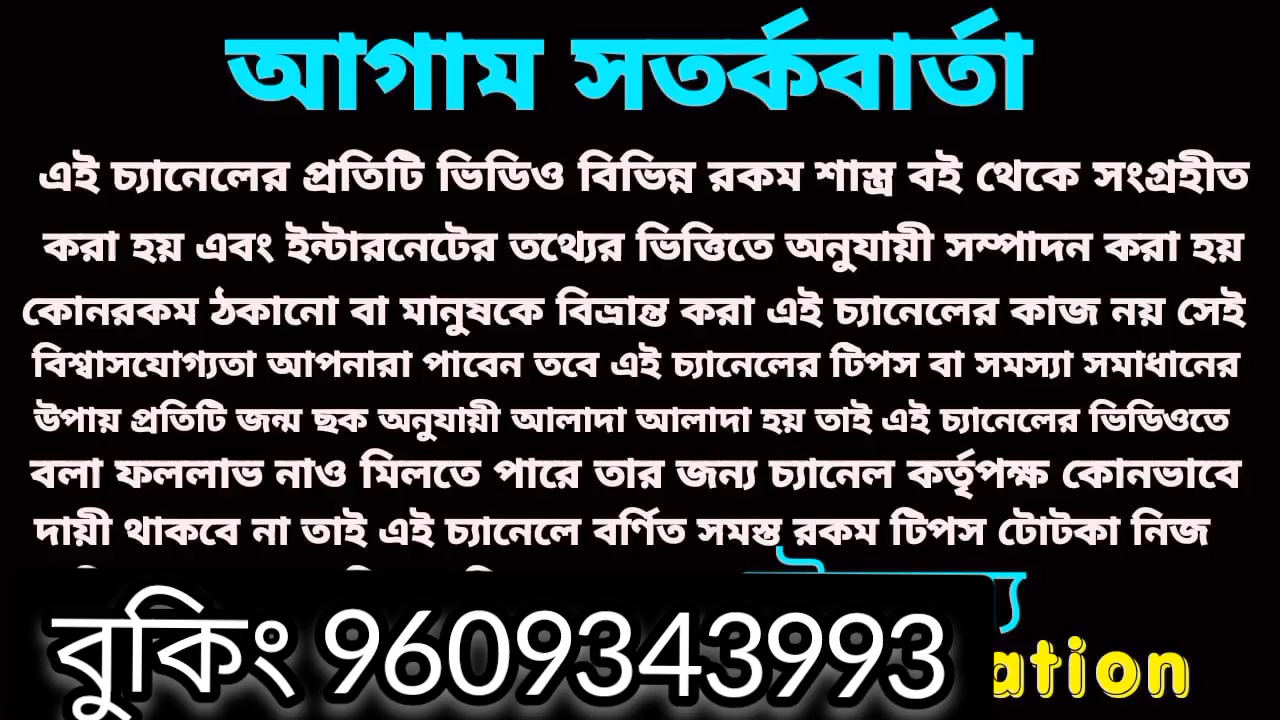 আগাম সতর্কবার্তা
এই চ্যানেলের প্রতিটি ভিডিও বিভিন্ন রকম শাস্ত্র বই থেকে সংগ্রহীত
করা হয় এবং ইন্টারনেটের তথ্যের ভিত্তিতে অনুযায়ী সম্পাদন করা হয়
কোনরকম ঠকানো বা মানুষকে বিভ্রান্ত করা এই চ্যানেলের কাজ নয় সেই
বিশ্বাসযোগ্যতা আপনারা পাবেন তবে এই চ্যানেলের টিপস বা সমস্যা সমাধানের
উপায় প্রতিটি জন্ম ছক অনুযায়ী আলাদা আলাদা হয় তাই এই চ্যানেলের ভিডিওতে
বলা ফললাভ নাও মিলতে পারে তার জন্য চ্যানেল কর্তৃপক্ষ কোনভাবে
দায়ী থাকবে না তাই এই চ্যানেলে বর্ণিত সমস্ত রকম টিপস টোটকা নিজ
বুকিং 9609343993
ation